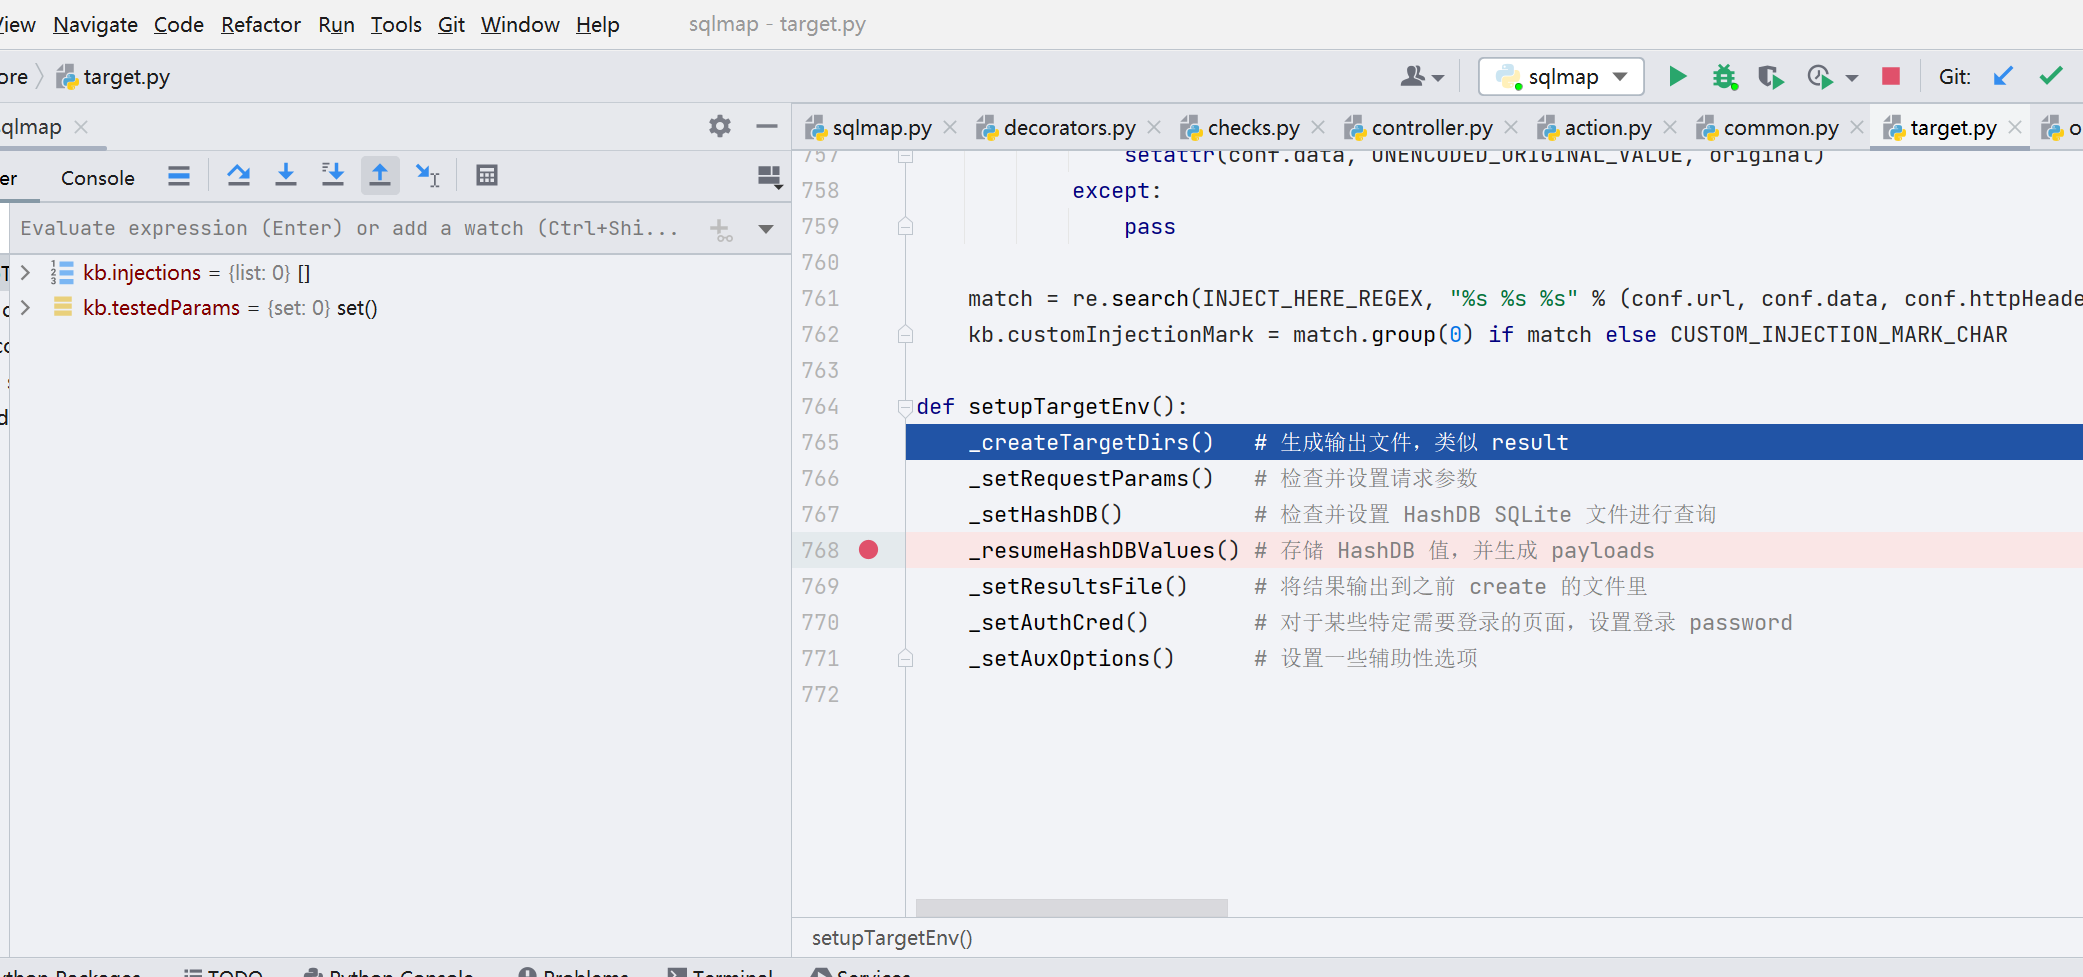 View Navigate Code Refactor Run Tools Git Window Help sqlmap - target.py
ore target.py
sqlmap Git:
sqlmap
sqlmap.py decorators.py checks.py controller.py action.py common.py target.py o
er Console
Evaluate expression (Enter) or add a watch (Ctrl+Shi...
kb.injections = {list: 0} []
kb.testedParams = {set: 0} set()
757 setattr(conf.data, UNENCODED_ORIGINAL_VALUE, original)
758 except:
759 pass
760
761 match = re.search(INJECT_HERE_REGEX, "%s %s %s" % (conf.url, conf.data, conf.httpHeade
762 kb.customInjectionMark = match.group(0) if match else CUSTOM_INJECTION_MARK_CHAR
763
764 def setupTargetEnv():
765 _createTargetDirs() # 生成输出文件，类似 result
766 _setRequestParams() # 检查并设置请求参数
767 _setHashDB() # 检查并设置 HashDB SQLite 文件进行查询
768 _resumeHashDBValues() # 存储 HashDB 值，并生成 payloads
769 _setResultsFile() # 将结果输出到之前 create 的文件里
770 _setAuthCred() # 对于某些特定需要登录的页面，设置登录 password
771 _setAuxOptions() # 设置一些辅助性选项
772
setupTargetEnv()
ython Packages TODO Python Console Problems Terminal Services